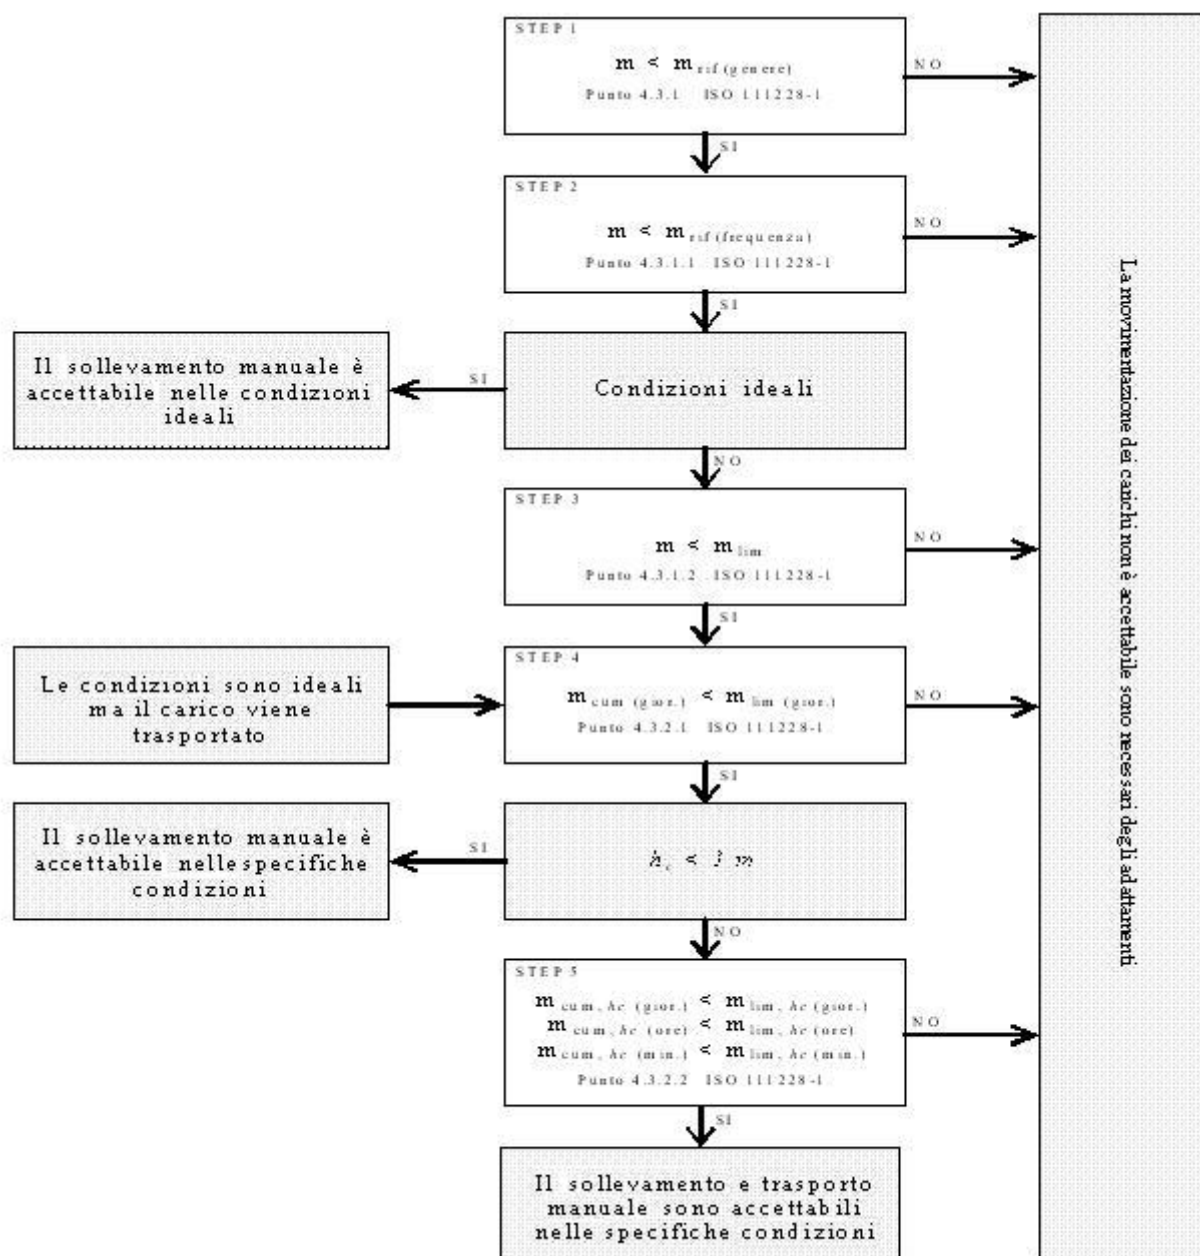 STEP 1
m < m rif (genere)
Punto 4.3.1 ISO 111228-1
NO
SI
STEP 2
m < m rif (frequenza)
Punto 4.3.1.1 ISO 111228-1
NO
SI
Il sollevamento manuale è
accettabile nelle condizioni
ideali
SI
Condizioni ideali
NO
STEP 3
m < m lim
Punto 4.3.1.2 ISO 111228-1
NO
SI
Le condizioni sono ideali
ma il carico viene
trasportato
STEP 4
m cum (gior.) < m lim (gior.)
Punto 4.3.2.1 ISO 111228-1
NO
SI
Il sollevamento manuale è
accettabile nelle specifiche
condizioni
SI
h c < m
NO
STEP 5
m cum, hc (gior.) < m lim, hc (gior.)
m cum, hc (ore) < m lim, hc (ore)
m cum, hc (min.) < m lim, hc (min.)
Punto 4.3.2.2 ISO 111228-1
NO
SI
Il sollevamento e trasporto
manuale sono accettabili
nelle specifiche condizioni
La movimentazione dei carichi non è accettabile sono necessari degli adattamenti